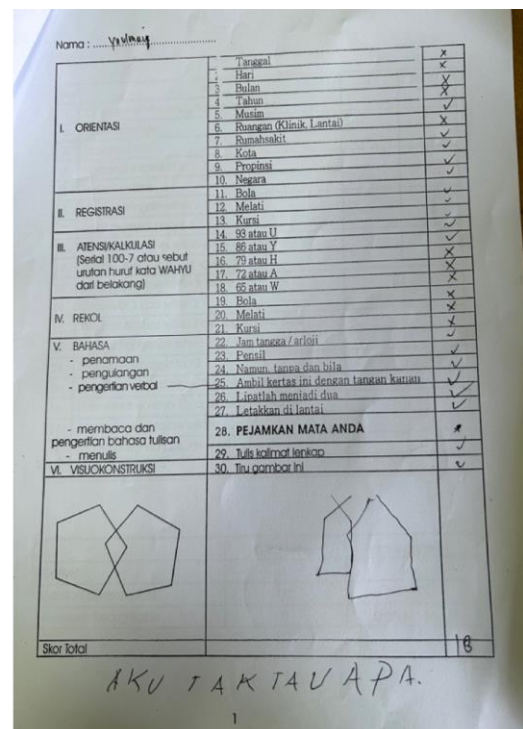 Nama :
Tanggal x
Hari x
I. ORIENTASI
3 Bulan x
4 Tahun x
5. Musim ✓
6. Ruangan (Klinik, Lantai) x
7. Rumahsakit ✓
8. Kota ✓
9. Propinsi ✓
10. Negara ✓
II. REGISTRASI
11. Bola ✓
12. Melati ✓
13. Kursi ✓
III. ATENSI/KALKULASI
(Serial 100-7 atau sebut
urutan huruf kata WAHYU
dari belakang)
14. 93 atau U ✓
15. 86 atau Y x
16. 79 atau H x
17. 72 atau A x
18. 65 atau W x
IV. REKOL
19. Bola x
20. Melati x
21. Kursi x
V. BAHASA
- penamaan
- pengulangan
- pengertian verbal
22. Jam tangga / arloji ✓
23. Pensil ✓
24. Namun, tanpa dan bila ✓
25. Ambil kertas ini dengan tangan kanan ✓
26. Lipatlah menjadi dua ✓
27. Letakkan di lantai ✓
- membaca dan
pengertian bahasa tulisan
- menulis
28. PEJAMKAN MATA ANDA
29. Tulis kalimat lengkap ✓
VI. VISUOKONSTRUKSI
30. Tiru gambar ini ✓
Skor Total 18
AKU TAK TAU APA.
1